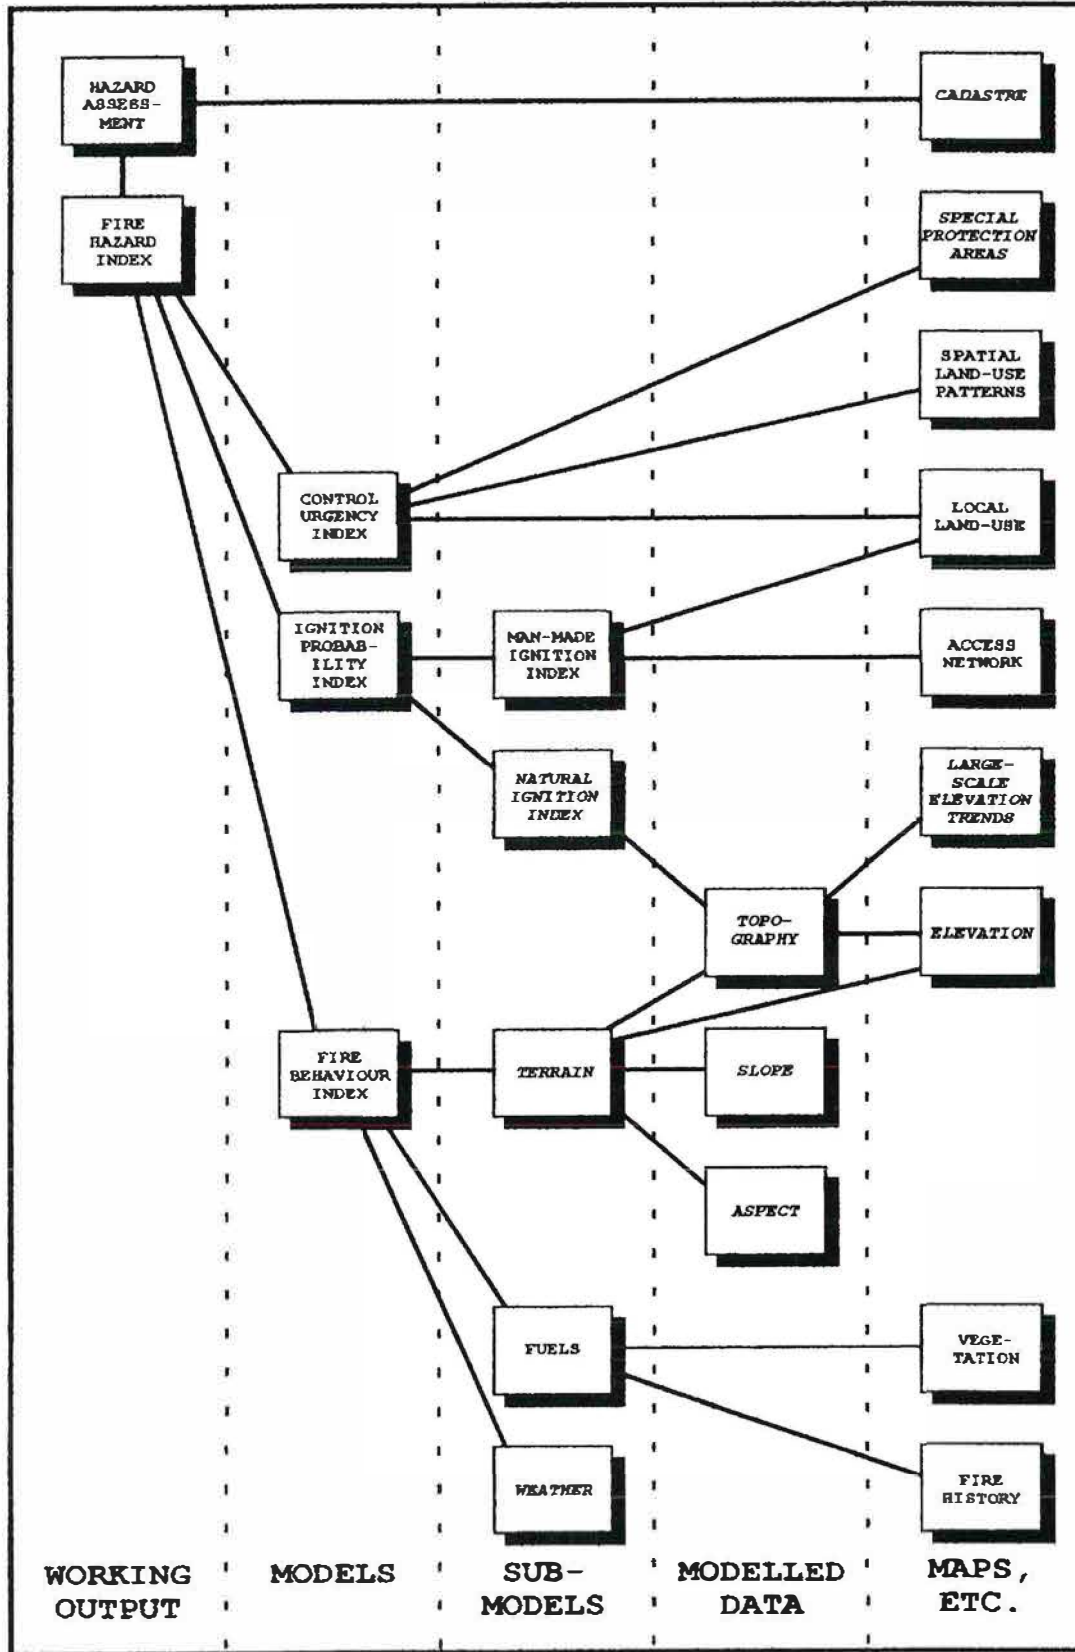 HAZARD
ASSESS-
MENT
CADASTRE
FIRE
HAZARD
INDEX
SPECIAL
PROTECTION
AREAS
SPATIAL
LAND-USE
PATTERNS
CONTROL
URGENCY
INDEX
LOCAL
LAND-USE
IGNITION
PROBAB-
ILITY
INDEX
MAN-MADE
IGNITION
INDEX
ACCESS
NETWORK
NATURAL
IGNITION
INDEX
LARGE-
SCALE
ELEVATION
TRENDS
TOPO-
GRAPHY
ELEVATION
FIRE
BEHAVIOUR
INDEX
TERRAIN
SLOPE
ASPECT
FUELS
VEGE-
TATION
WEATHER
FIRE
HISTORY
WORKING
OUTPUT
MODELS
SUB-
MODELS
MODELLED
DATA
MAPS,
ETC.